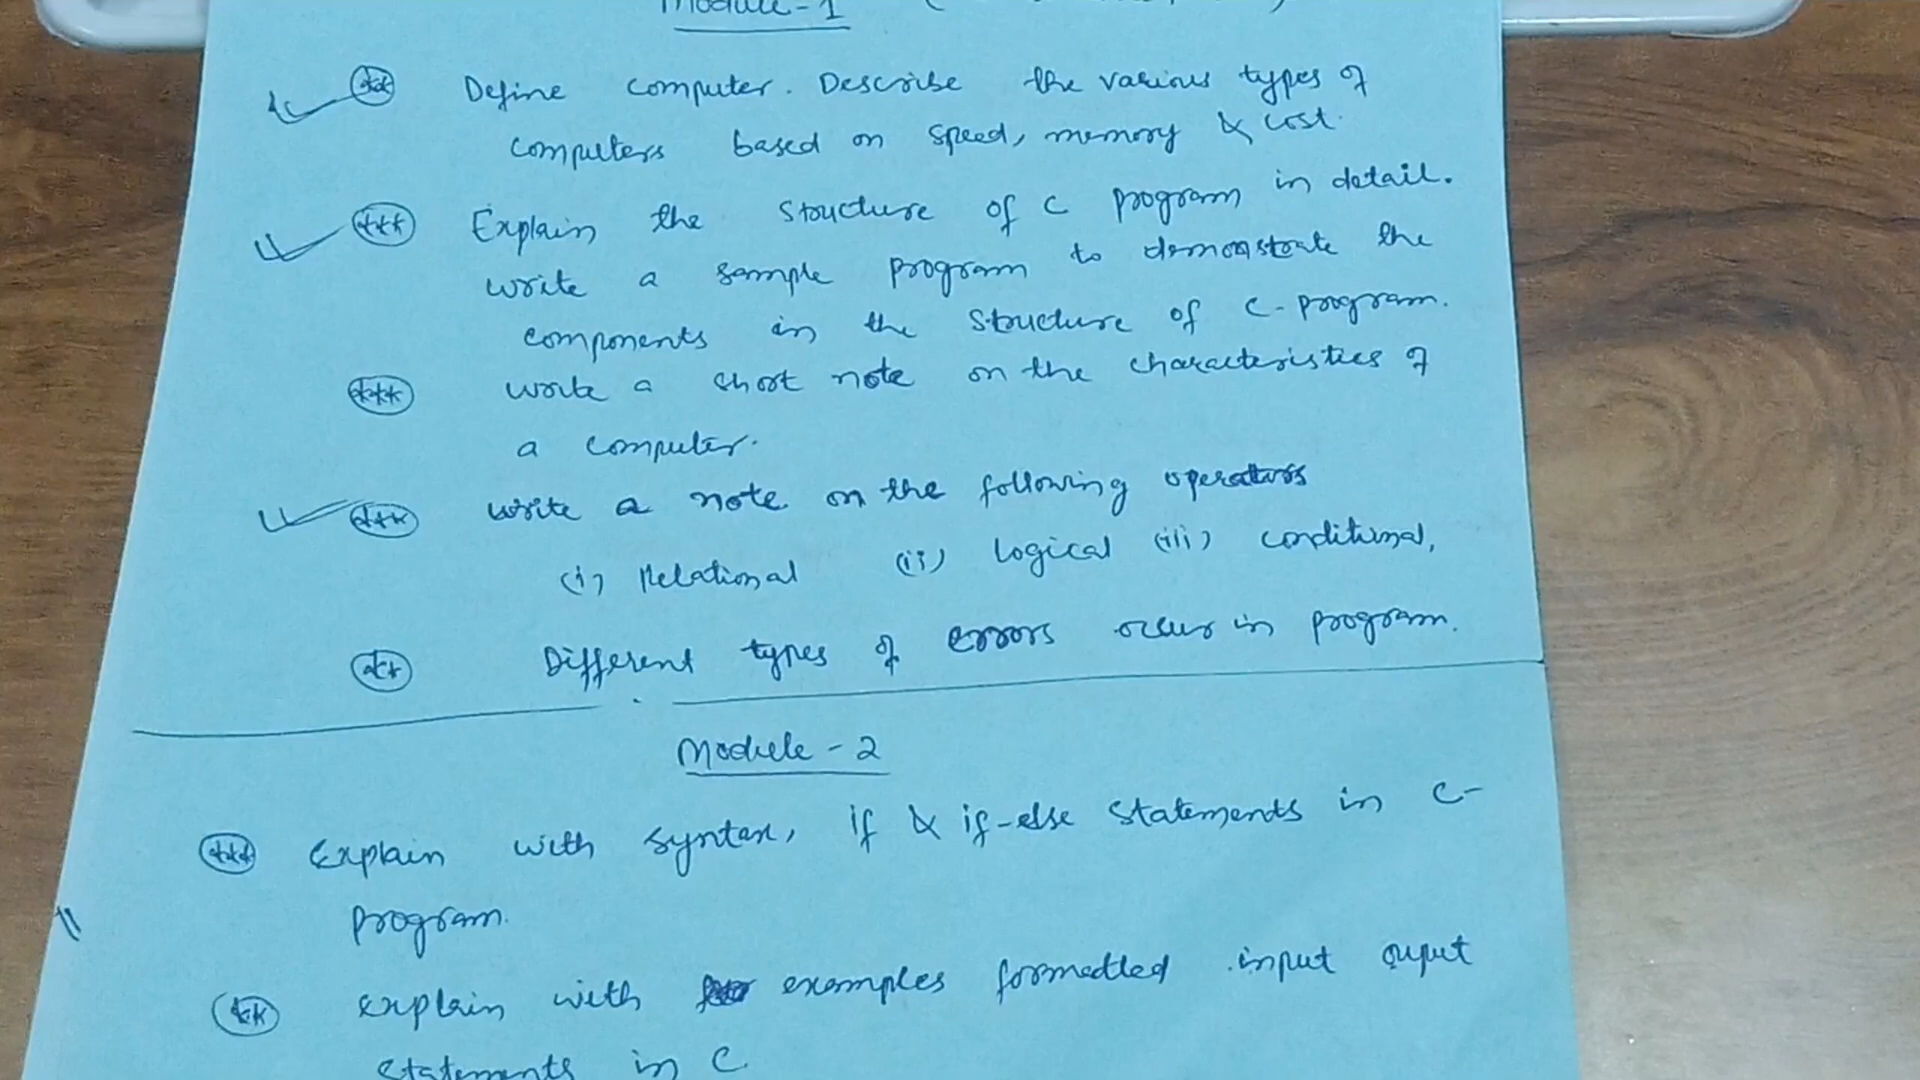 Module-1
** Define computer. Describe the various types of
computers based on speed, memory & cost.
*** Explain the structure of C program in detail.
write a sample program to demonstrate the
components in the structure of C-program.
*** write a short note on the characteristics of
a computer.
*** write a note on the following operators
(i) Relational (ii) Logical (iii) conditional,
** Different types of errors occur in program.
Module-2
*** Explain with syntax, if & if-else statements in C-
program.
** explain with examples formatted input ouput
statements in C.